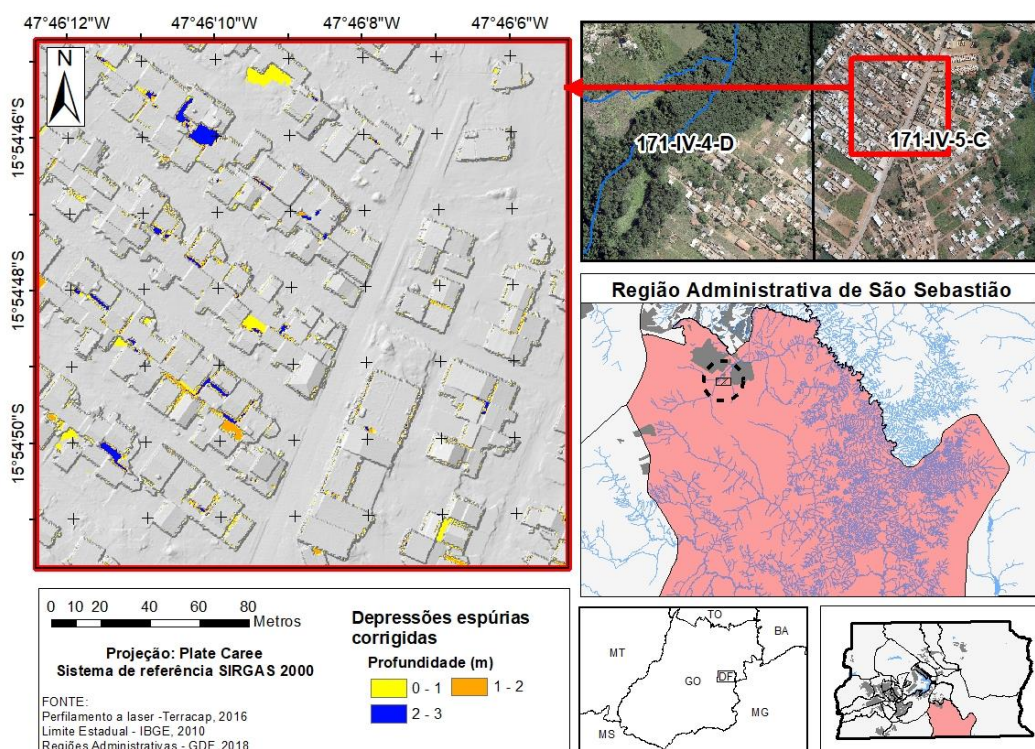 47°46'12"W 47°46'10"W 47°46'8"W 47°46'6"W
N
15°54'46"S
15°54'48"S
15°54'50"S
171-IV-4-D
171-IV-5-C
Região Administrativa de São Sebastião
0 10 20 40 60 80
Metros
Projeção: Plate Caree
Sistema de referência SIRGAS 2000
FONTE:
Perfilamento a laser -Terracap, 2016
Limite Estadual - IBGE, 2010
Regiões Administrativas - GDF, 2018
Depressões espúrias
corrigidas
Profundidade (m)
0 - 1
1 - 2
2 - 3
TO
BA
MT
GO
DF
MG
MS